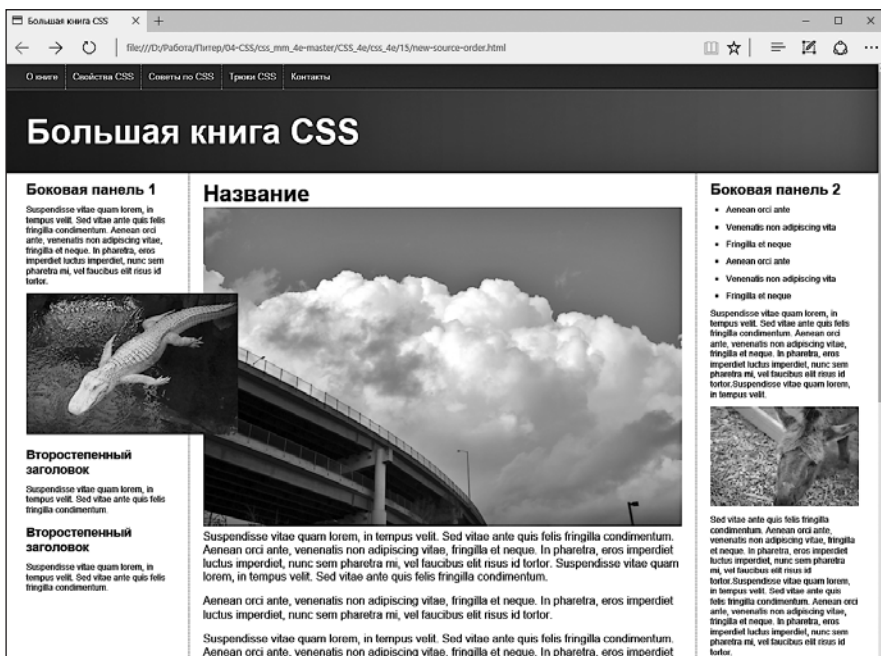 Большая книга CSS
file:///D:/Работа/Питер/04-CSS/css_mm_4e-master/CSS_4e/css_4e/15/new-source-order.html
О книге Свойства CSS Советы по CSS Трюки CSS Контакты
Большая книга CSS
Боковая панель 1
Suspendisse vitae quam lorem, in
tempus velit. Sed vitae ante quis felis
fringilla condimentum. Aenean orci
ante, venenatis non adipiscing vitae,
fringilla et neque. In pharetra, eros
imperdiet luctus imperdiet, nunc sem
pharetra mi, vel faucibus elit risus id
tortor.
Второстепенный
заголовок
Suspendisse vitae quam lorem, in
tempus velit. Sed vitae ante quis felis
fringilla condimentum.
Второстепенный
заголовок
Suspendisse vitae quam lorem, in
tempus velit. Sed vitae ante quis felis
fringilla condimentum.
Название
Suspendisse vitae quam lorem, in tempus velit. Sed vitae ante quis felis fringilla condimentum.
Aenean orci ante, venenatis non adipiscing vitae, fringilla et neque. In pharetra, eros imperdiet
luctus imperdiet, nunc sem pharetra mi, vel faucibus elit risus id tortor. Suspendisse vitae quam
lorem, in tempus velit. Sed vitae ante quis felis fringilla condimentum.
Aenean orci ante, venenatis non adipiscing vitae, fringilla et neque. In pharetra, eros imperdiet
luctus imperdiet, nunc sem pharetra mi, vel faucibus elit risus id tortor.
Suspendisse vitae quam lorem, in tempus velit. Sed vitae ante quis felis fringilla condimentum.
Aenean orci ante, venenatis non adipiscing vitae, fringilla et neque. In pharetra, eros imperdiet
Боковая панель 2
Aenean orci ante
Venenatis non adipiscing vita
Fringilla et neque
Aenean orci ante
Venenatis non adipiscing vita
Fringilla et neque
Suspendisse vitae quam lorem, in
tempus velit. Sed vitae ante quis felis
fringilla condimentum. Aenean orci
ante, venenatis non adipiscing vitae,
fringilla et neque. In pharetra, eros
imperdiet luctus imperdiet, nunc sem
pharetra mi, vel faucibus elit risus id
tortor.Suspendisse vitae quam lorem,
in tempus velit.
Sed vitae ante quis felis fringilla
condimentum. Aenean orci ante,
venenatis non adipiscing vitae, fringilla
et neque. In pharetra, eros imperdiet
luctus imperdiet, nunc sem pharetra
mi, vel faucibus elit risus id
tortor.Suspendisse vitae quam lorem,
in tempus velit. Sed vitae ante quis
felis fringilla condimentum. Aenean orci
ante, venenatis non adipiscing vitae,
fringilla et neque. In pharetra, eros
imperdiet luctus imperdiet, nunc sem
pharetra mi, vel faucibus elit risus id
tortor.